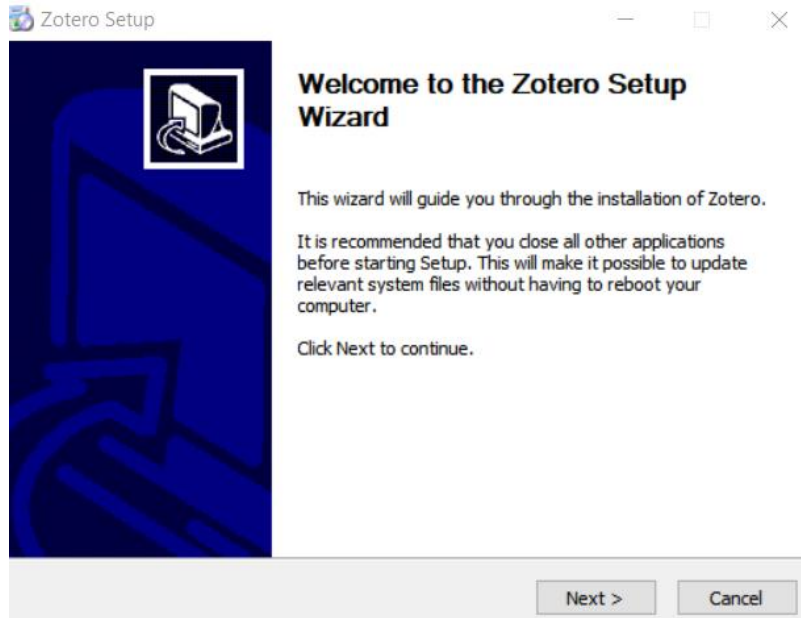 Zotero Setup
Welcome to the Zotero Setup
Wizard
This wizard will guide you through the installation of Zotero.
It is recommended that you close all other applications
before starting Setup. This will make it possible to update
relevant system files without having to reboot your
computer.
Click Next to continue.
Next >
Cancel